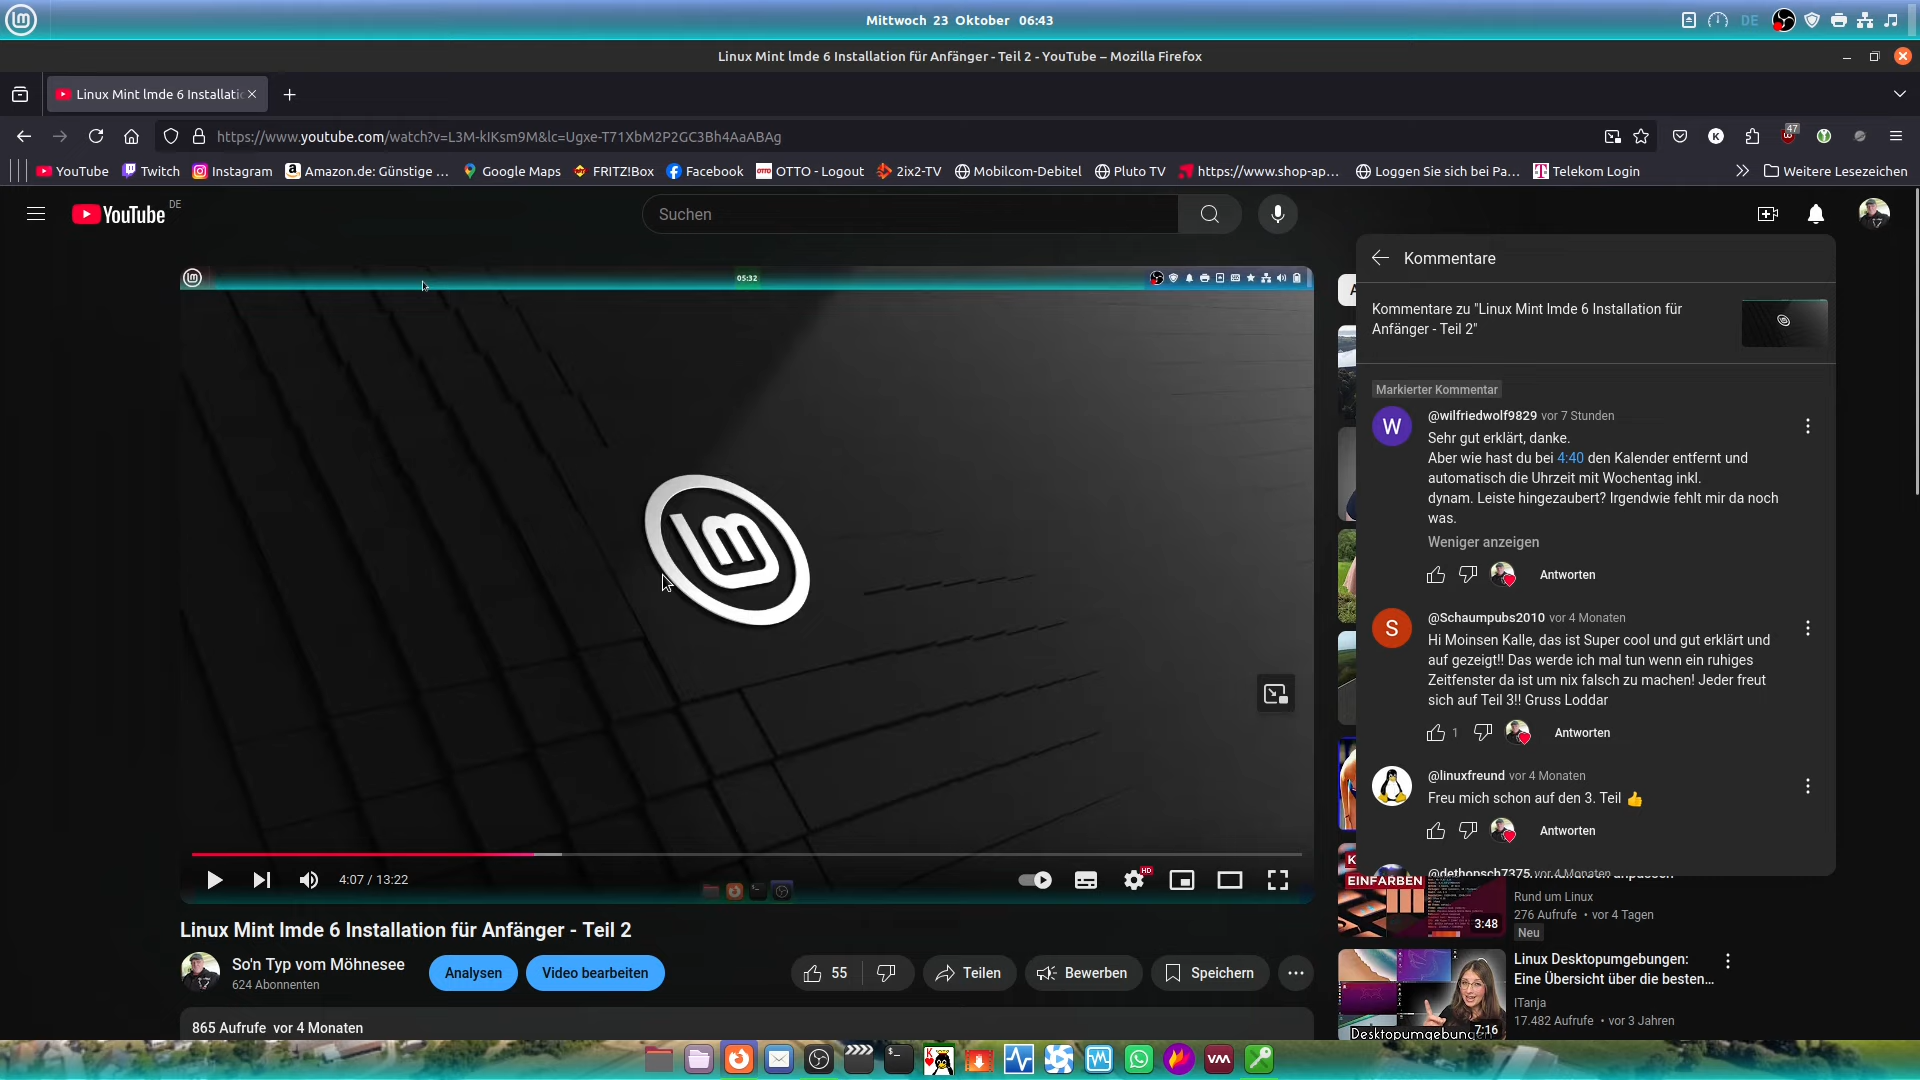 Mittwoch 23 Oktober 06:43
DE
Linux Mint lmde 6 Installation für Anfänger - Teil 2 - YouTube – Mozilla Firefox
Linux Mint lmde 6 Installati
https://www.youtube.com/watch?v=L3M-kIKsm9M&lc=Ugxe-T71XbM2P2GC3Bh4AaABAg
K
47
YouTube
Twitch
Instagram
Amazon.de: Günstige ...
Google Maps
FRITZ!Box
Facebook
OTTO - Logout
2ix2-TV
Mobilcom-Debitel
Pluto TV
https://www.shop-ap...
Loggen Sie sich bei Pa...
Telekom Login
Weitere Lesezeichen
YouTube DE
Suchen
05:32
Kommentare
Kommentare zu "Linux Mint lmde 6 Installation für
Anfänger - Teil 2"
Markierter Kommentar
W
@wilfriedwolf9829 vor 7 Stunden
Sehr gut erklärt, danke.
Aber wie hast du bei 4:40 den Kalender entfernt und
automatisch die Uhrzeit mit Wochentag inkl.
dynam. Leiste hingezaubert? Irgendwie fehlt mir da noch
was.
Weniger anzeigen
Antworten
S
@Schaumpubs2010 vor 4 Monaten
Hi Moinsen Kalle, das ist Super cool und gut erklärt und
auf gezeigt!! Das werde ich mal tun wenn ein ruhiges
Zeitfenster da ist um nix falsch zu machen! Jeder freut
sich auf Teil 3!! Gruss Loddar
1
Antworten
@linuxfreund vor 4 Monaten
Freu mich schon auf den 3. Teil 👍
Antworten
@dethopsch7375 vor 4 Monaten
4:07 / 13:22
HD
Linux Mint lmde 6 Installation für Anfänger - Teil 2
So'n Typ vom Möhnesee
624 Abonnenten
Analysen
Video bearbeiten
55
Teilen
Bewerben
Speichern
865 Aufrufe vor 4 Monaten
EINFARBEN
3:48
Rund um Linux
276 Aufrufe • vor 4 Tagen
Neu
Desktopumgebungen
7:16
Linux Desktopumgebungen:
Eine Übersicht über die besten...
ITanja
17.482 Aufrufe • vor 3 Jahren